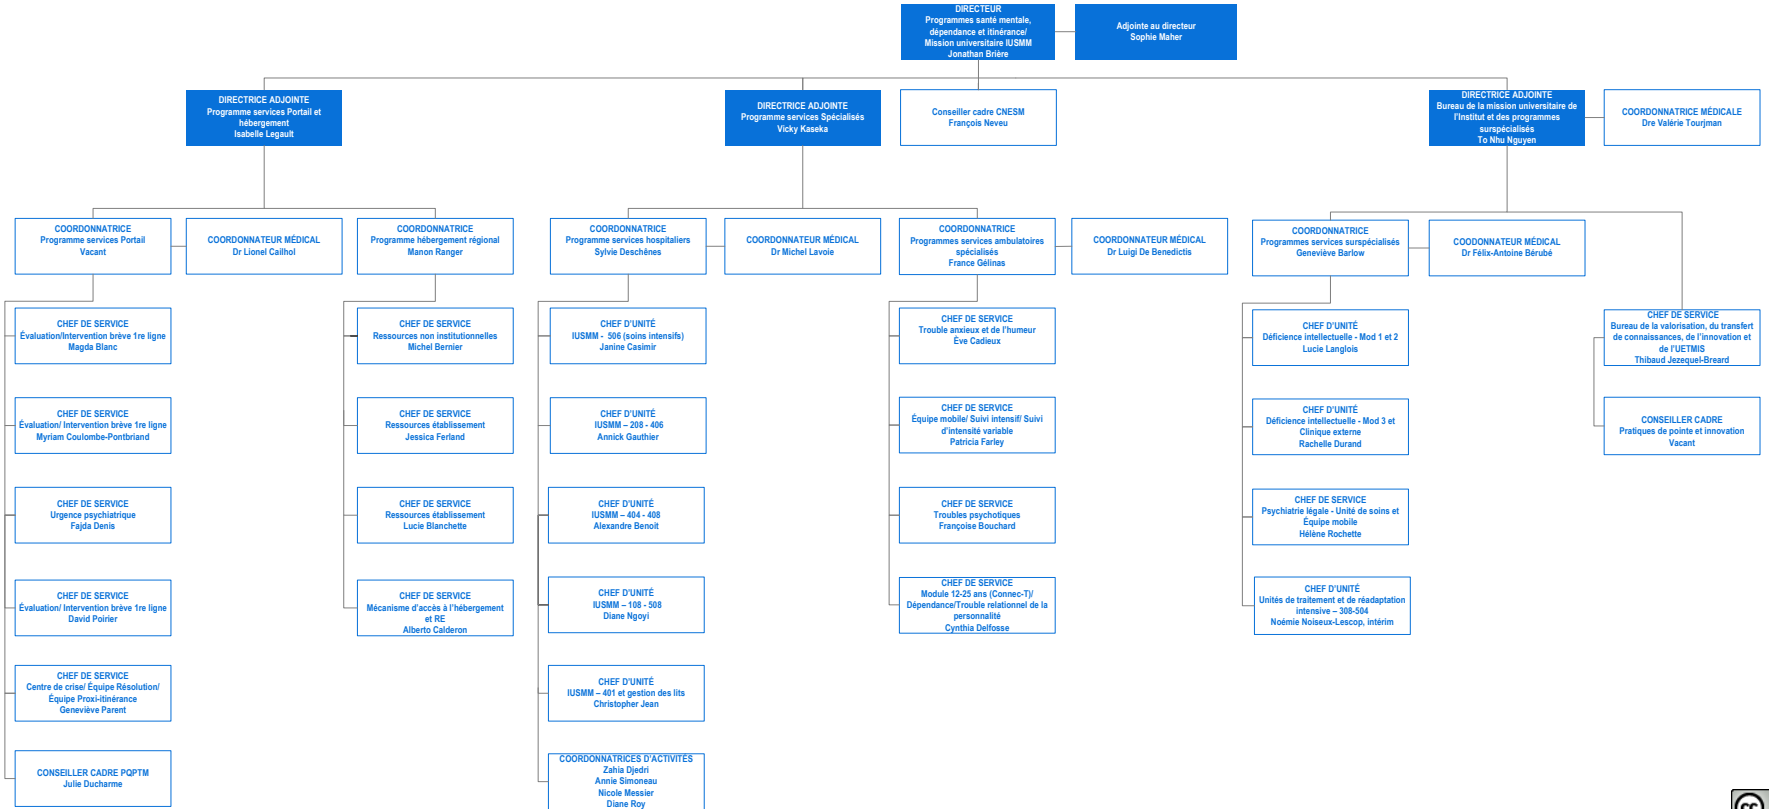 DIRECTEUR
Programmes santé mentale,
dépendance et itinérance/
Mission universitaire IUSMM
Jonathan Brière
Adjointe au directeur
Sophie Maher
DIRECTRICE ADJOINTE
Programme services Portail et
hébergement
Isabelle Legault
DIRECTRICE ADJOINTE
Programme services Spécialisés
Vicky Kaseka
Conseiller cadre CNESM
François Neveu
DIRECTRICE ADJOINTE
Bureau de la mission universitaire de
l'Institut et des programmes
surspécialisés
To Nhu Nguyen
COORDONNATRICE MÉDICALE
Dre Valérie Tourjman
COORDONNATRICE
Programme services Portail
Vacant
COORDONNATEUR MÉDICAL
Dr Lionel Cailhol
COORDONNATRICE
Programme hébergement régional
Manon Ranger
COORDONNATRICE
Programme services hospitaliers
Sylvie Deschênes
COORDONNATEUR MÉDICAL
Dr Michel Lavoie
COORDONNATRICE
Programmes services ambulatoires
spécialisés
France Gélinas
COORDONNATEUR MÉDICAL
Dr Luigi De Benedictis
COORDONNATRICE
Programmes services surspécialisés
Geneviève Barlow
COODONNATEUR MÉDICAL
Dr Félix-Antoine Bérubé
CHEF DE SERVICE
Évaluation/Intervention brève 1re ligne
Magda Blanc
CHEF DE SERVICE
Évaluation/ Intervention brève 1re ligne
Myriam Coulombe-Pontbriand
CHEF DE SERVICE
Urgence psychiatrique
Fajda Denis
CHEF DE SERVICE
Évaluation/ Intervention brève 1re ligne
David Poirier
CHEF DE SERVICE
Centre de crise/ Équipe Résolution/
Équipe Proxi-itinérance
Geneviève Parent
CONSEILLER CADRE PQPTM
Julie Ducharme
CHEF DE SERVICE
Ressources non institutionnelles
Michel Bernier
CHEF DE SERVICE
Ressources établissement
Jessica Ferland
CHEF DE SERVICE
Ressources établissement
Lucie Blanchette
CHEF DE SERVICE
Mécanisme d'accès à l'hébergement
et RE
Alberto Calderon
CHEF D'UNITÉ
IUSMM - 506 (soins intensifs)
Janine Casimir
CHEF D'UNITÉ
IUSMM – 208 - 406
Annick Gauthier
CHEF D'UNITÉ
IUSMM – 404 - 408
Alexandre Benoit
CHEF D'UNITÉ
IUSMM – 108 - 508
Diane Ngoyi
CHEF D'UNITÉ
IUSMM – 401 et gestion des lits
Christopher Jean
COORDONNATRICES D'ACTIVITÉS
Zahia Djedri
Annie Simoneau
Nicole Messier
Diane Roy
CHEF DE SERVICE
Trouble anxieux et de l'humeur
Ève Cadieux
CHEF DE SERVICE
Équipe mobile/ Suivi intensif/ Suivi
d'intensité variable
Patricia Farley
CHEF DE SERVICE
Troubles psychotiques
Françoise Bouchard
CHEF DE SERVICE
Module 12-25 ans (Connec-T)/
Dépendance/Trouble relationnel de la
personnalité
Cynthia Delfosse
CHEF D'UNITÉ
Déficience intellectuelle - Mod 1 et 2
Lucie Langlois
CHEF D'UNITÉ
Déficience intellectuelle - Mod 3 et
Clinique externe
Rachelle Durand
CHEF DE SERVICE
Psychiatrie légale - Unité de soins et
Équipe mobile
Hélène Rochette
CHEF D'UNITÉ
Unités de traitement et de réadaptation
intensive – 308-504
Noémie Noiseux-Lescop, intérim
CHEF DE SERVICE
Bureau de la valorisation, du transfert
de connaissances, de l'innovation et
de l'UETMIS
Thibaud Jezequel-Breard
CONSEILLER CADRE
Pratiques de pointe et innovation
Vacant
cc